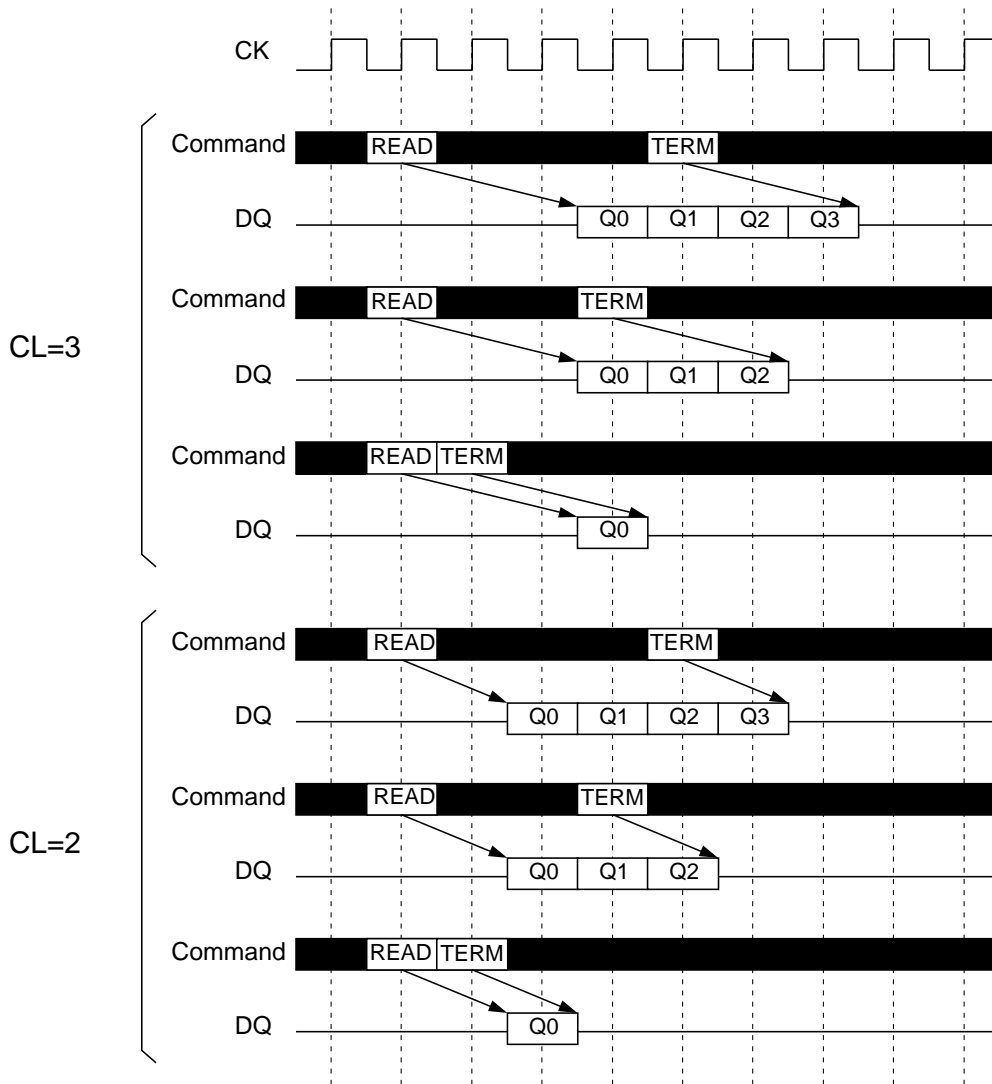 CK
Command READ TERM
DQ Q0 Q1 Q2 Q3
Command READ TERM
CL=3
DQ Q0 Q1 Q2
Command READ TERM
DQ Q0
Command READ TERM
DQ Q0 Q1 Q2 Q3
Command READ TERM
CL=2
DQ Q0 Q1 Q2
Command READ TERM
DQ Q0